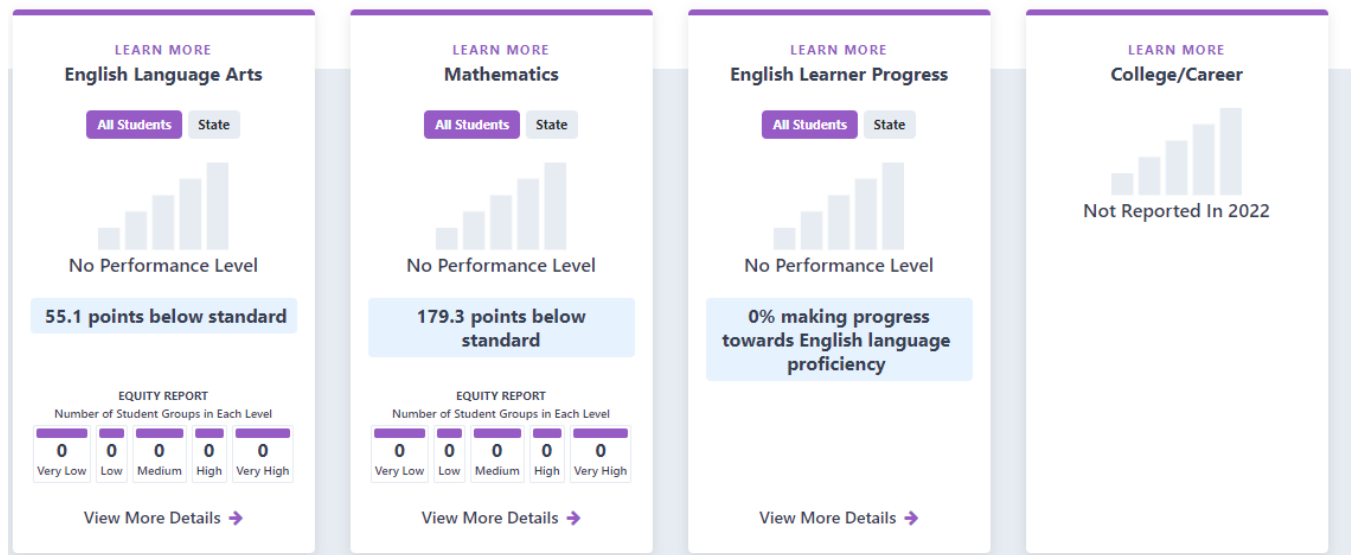 LEARN MORE
English Language Arts
All Students State
No Performance Level
55.1 points below standard
EQUITY REPORT
Number of Student Groups in Each Level
0 0 0 0 0
Very Low Low Medium High Very High
View More Details
LEARN MORE
Mathematics
All Students State
No Performance Level
179.3 points below
standard
EQUITY REPORT
Number of Student Groups in Each Level
0 0 0 0 0
Very Low Low Medium High Very High
View More Details
LEARN MORE
English Learner Progress
All Students State
No Performance Level
0% making progress
towards English language
proficiency
View More Details
LEARN MORE
College/Career
Not Reported In 2022